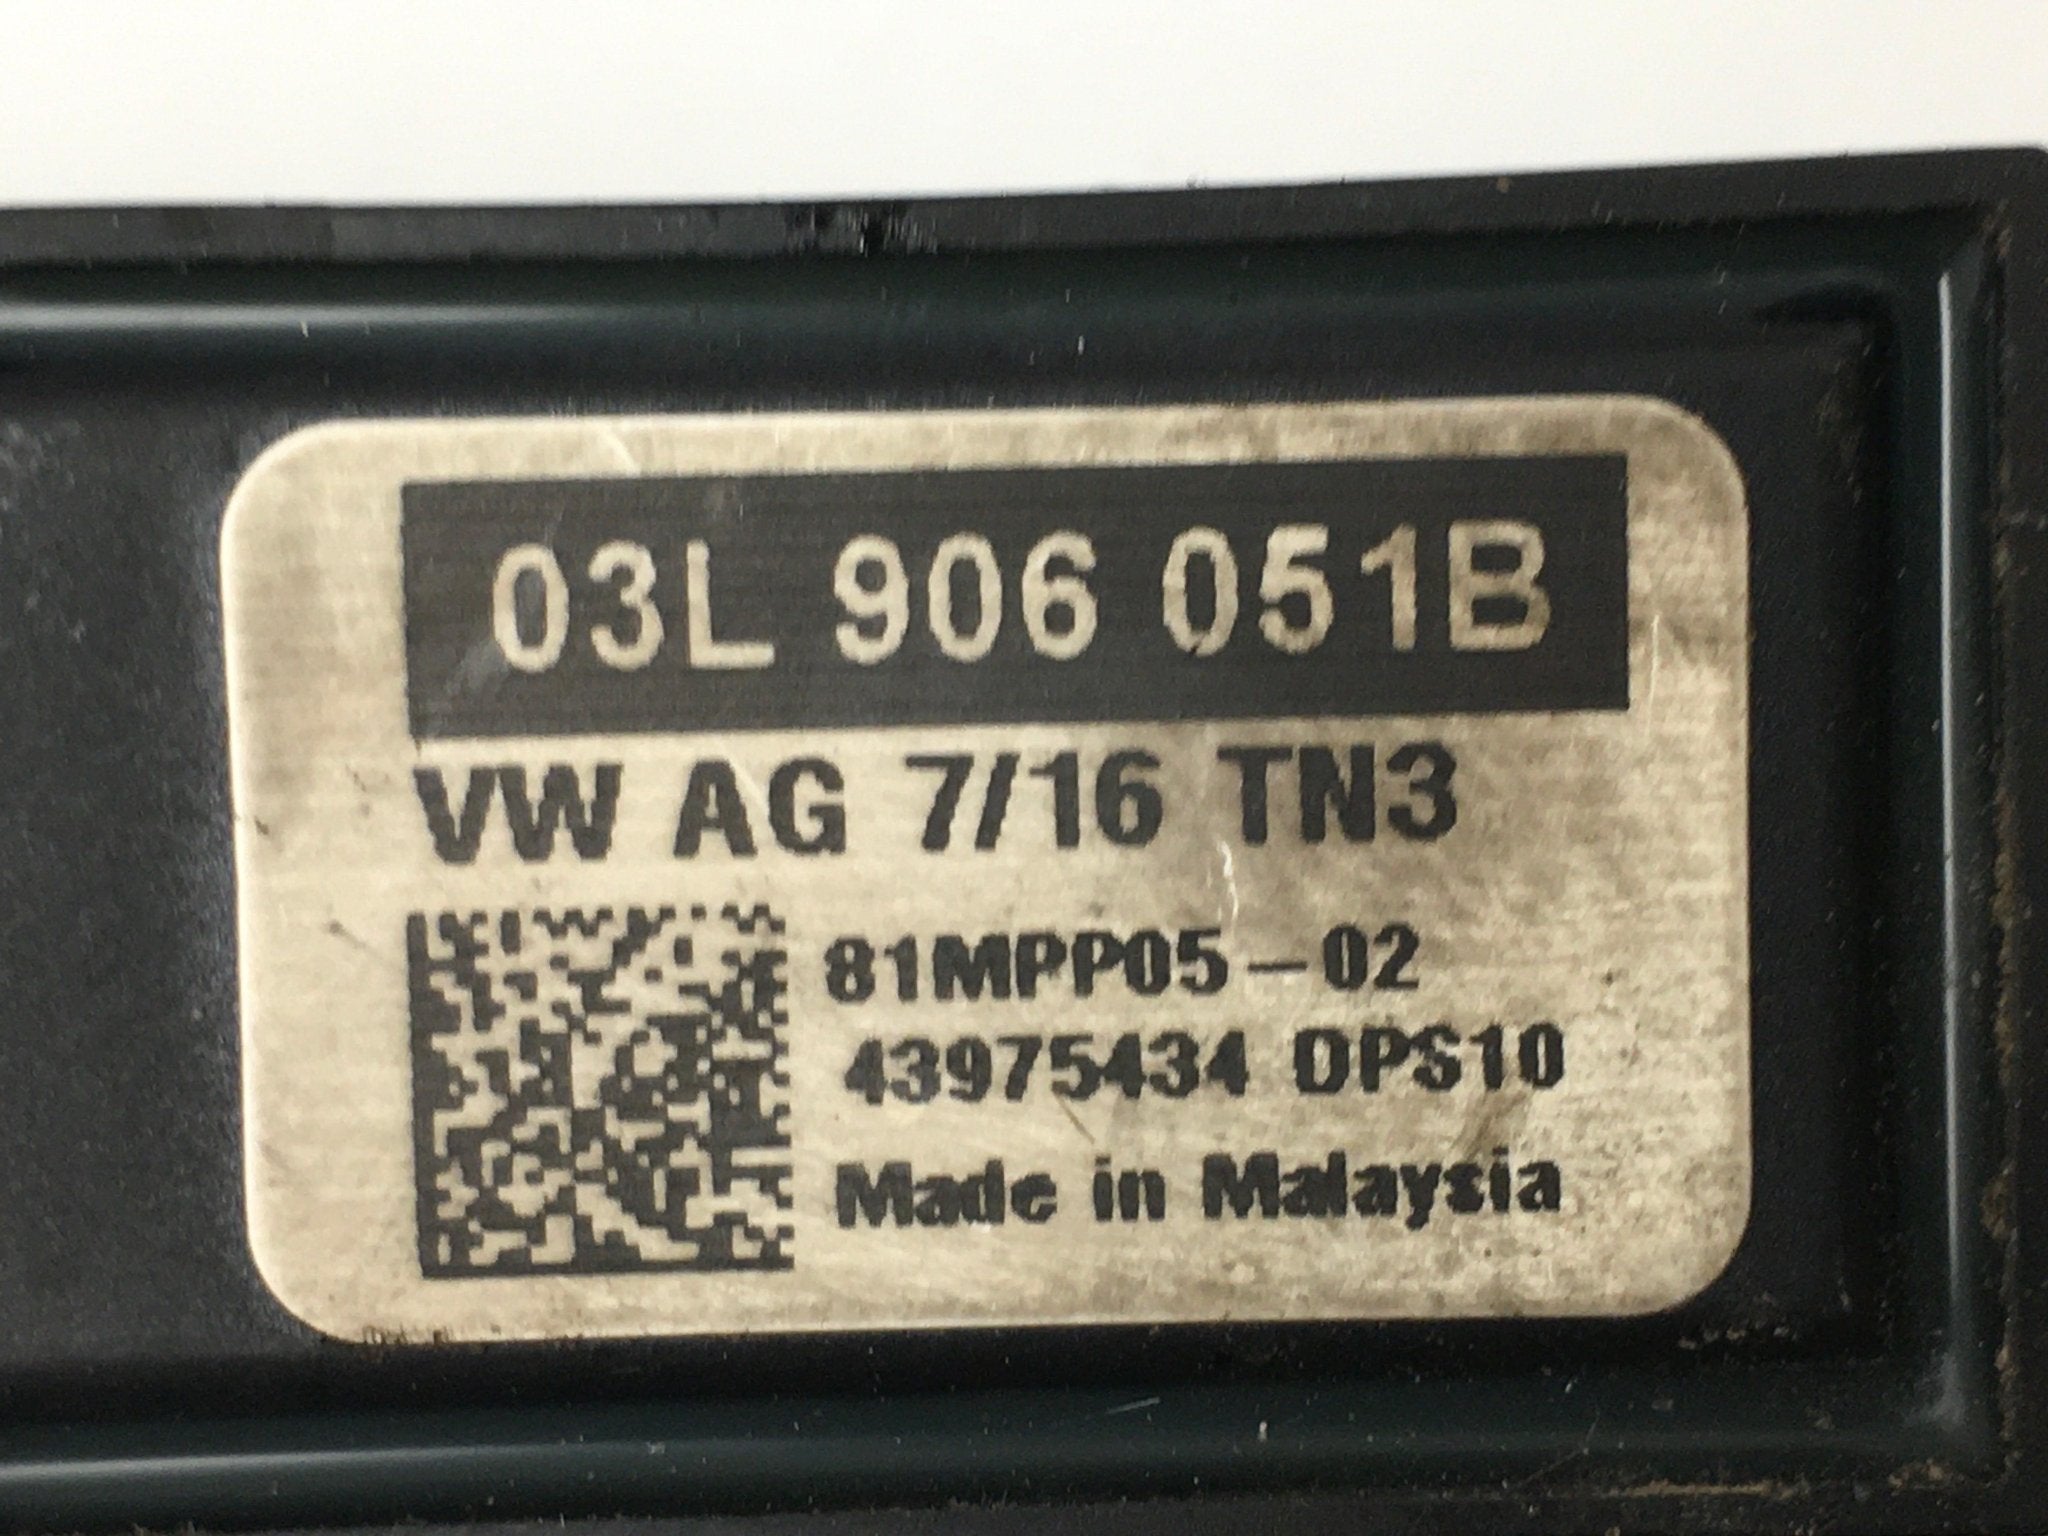 03L 906 051B
VW AG 7/16 TN3
81MPP05-02
43975434 DPS10
Made in Malaysia